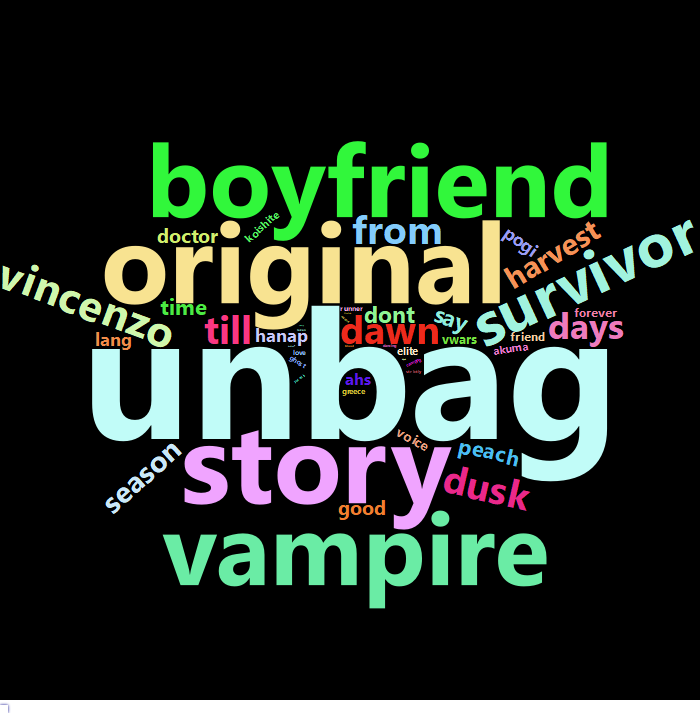 boyfriend
koishite
doctor
from
pogi
original
harvest
survivor
vincenzo
time
runner
dont
say
forever
till
hanap
dawn
vwars
friend
days
lang
love
ghost
elite
akuma
unbag
ahs
greece
voice
story
peach
season
dusk
good
vampire